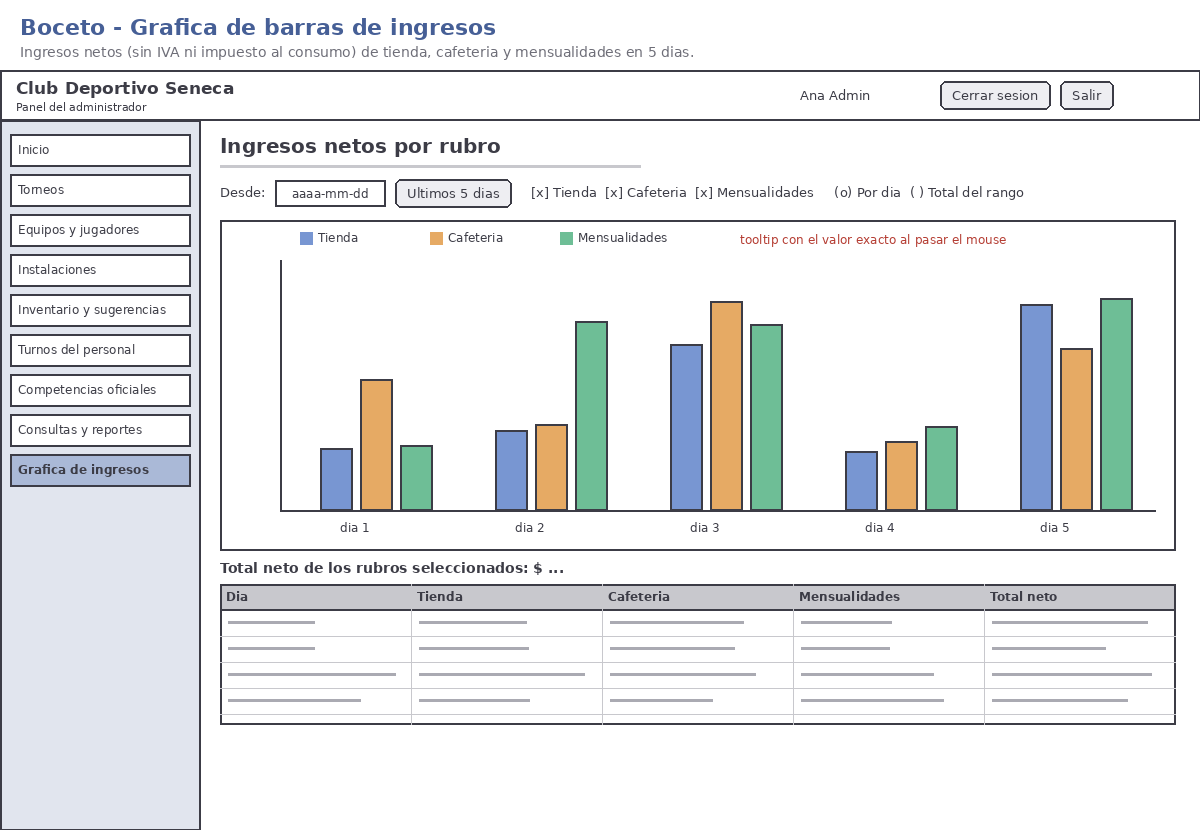 Boceto - Grafica de barras de ingresos
Ingresos netos (sin IVA ni impuesto al consumo) de tienda, cafeteria y mensualidades en 5 dias.
Club Deportivo Seneca
Panel del administrador
Ana Admin
Cerrar sesion
Salir
Inicio
Torneos
Equipos y jugadores
Instalaciones
Inventario y sugerencias
Turnos del personal
Competencias oficiales
Consultas y reportes
Grafica de ingresos
Ingresos netos por rubro
Desde: aaaa-mm-dd Ultimos 5 dias [x] Tienda [x] Cafeteria [x] Mensualidades (o) Por dia ( ) Total del rango
Tienda Cafeteria Mensualidades tooltip con el valor exacto al pasar el mouse
dia 1 dia 2 dia 3 dia 4 dia 5
Total neto de los rubros seleccionados: $ ...
Dia Tienda Cafeteria Mensualidades Total neto